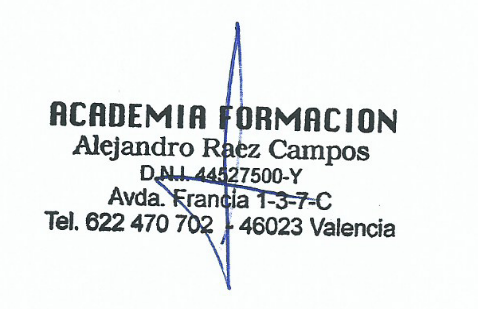 ACADEMIA FORMACION
Alejandro Raez Campos
D.N.I. 44527500-Y
Avda. Francia 1-3-7-C
Tel. 622 470 702 - 46023 Valencia